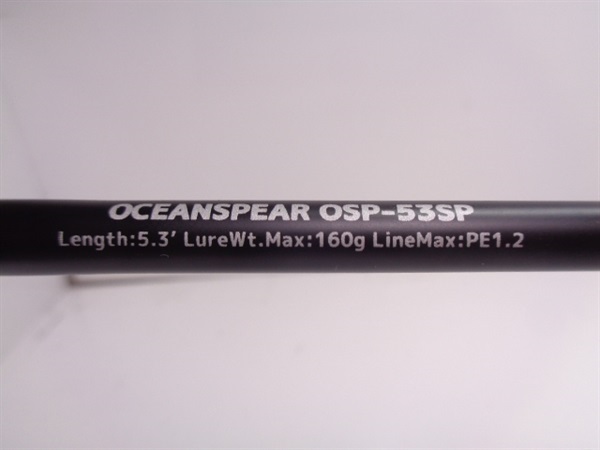 OCEANSPEAR OSP-53SP
Length:5.3' LureWt.Max:160g LineMax:PE1.2